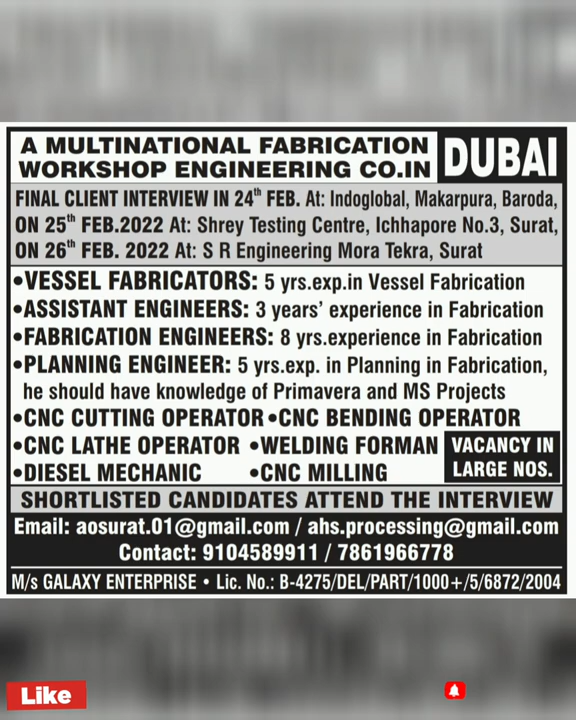 A MULTINATIONAL FABRICATION
WORKSHOP ENGINEERING CO.IN
DUBAI
FINAL CLIENT INTERVIEW IN 24th FEB. At: Indoglobal, Makarpura, Baroda,
ON 25th FEB.2022 At: Shrey Testing Centre, Ichhapore No.3, Surat,
ON 26th FEB. 2022 At: S R Engineering Mora Tekra, Surat
•VESSEL FABRICATORS: 5 yrs.exp.in Vessel Fabrication
•ASSISTANT ENGINEERS: 3 years' experience in Fabrication
•FABRICATION ENGINEERS: 8 yrs.experience in Fabrication
•PLANNING ENGINEER: 5 yrs.exp. in Planning in Fabrication,
he should have knowledge of Primavera and MS Projects
•CNC CUTTING OPERATOR •CNC BENDING OPERATOR
•CNC LATHE OPERATOR •WELDING FORMAN
•DIESEL MECHANIC •CNC MILLING
VACANCY IN
LARGE NOS.
SHORTLISTED CANDIDATES ATTEND THE INTERVIEW
Email: aosurat.01@gmail.com / ahs.processing@gmail.com
Contact: 9104589911 / 7861966778
M/s GALAXY ENTERPRISE • Lic. No.: B-4275/DEL/PART/1000+/5/6872/2004
Like